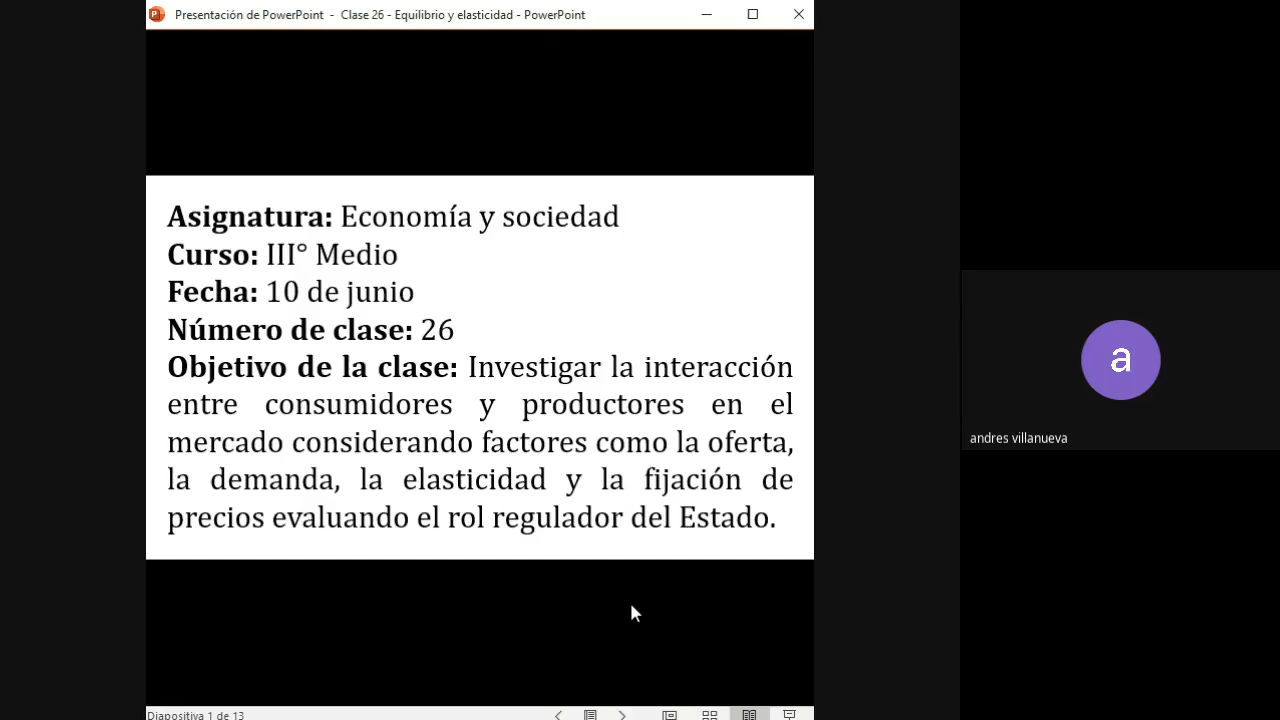 Presentación de PowerPoint - Clase 26 - Equilibrio y elasticidad - PowerPoint
Asignatura: Economía y sociedad
Curso: III° Medio
Fecha: 10 de junio
Número de clase: 26
Objetivo de la clase: Investigar la interacción
entre consumidores y productores en el
mercado considerando factores como la oferta,
la demanda, la elasticidad y la fijación de
precios evaluando el rol regulador del Estado.
a
andres villanueva
Diapositiva 1 de 13